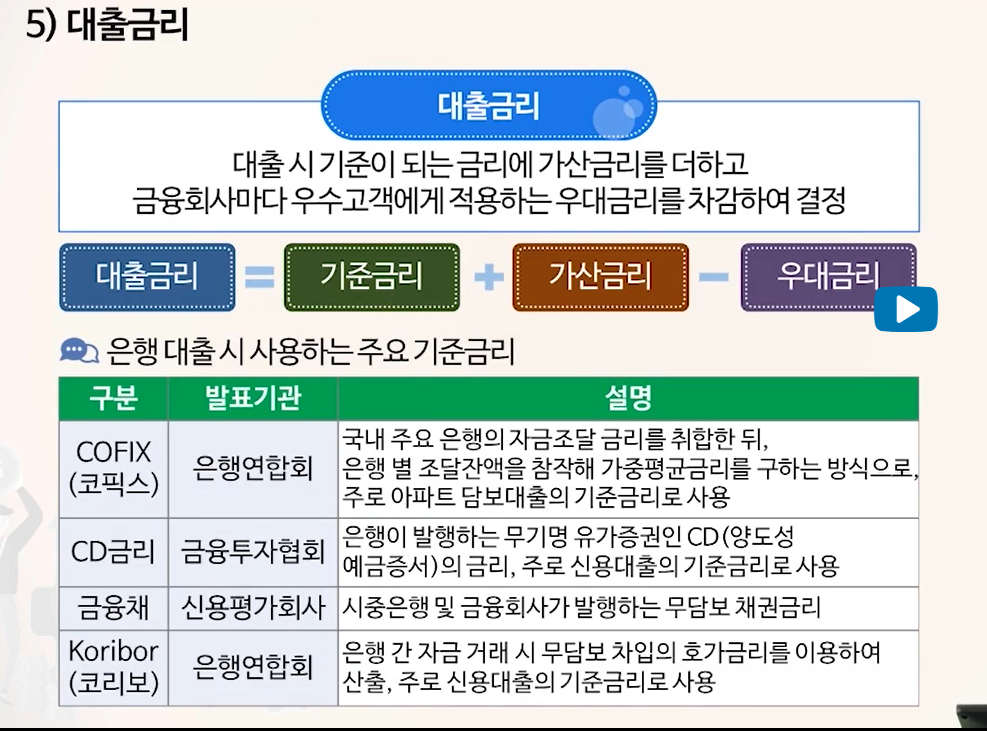 5) 대출금리
대출금리
대출 시 기준이 되는 금리에 가산금리를 더하고
금융회사마다 우수고객에게 적용하는 우대금리를 차감하여 결정
대출금리 = 기준금리 + 가산금리 − 우대금리
은행 대출 시 사용하는 주요 기준금리
구분 발표기관 설명
COFIX
(코픽스)
은행연합회
국내 주요 은행의 자금조달 금리를 취합한 뒤,
은행 별 조달잔액을 참작해 가중평균금리를 구하는 방식으로,
주로 아파트 담보대출의 기준금리로 사용
CD금리
금융투자협회
은행이 발행하는 무기명 유가증권인 CD(양도성
예금증서)의 금리, 주로 신용대출의 기준금리로 사용
금융채
신용평가회사
시중은행 및 금융회사가 발행하는 무담보 채권금리
Koribor
(코리보)
은행연합회
은행 간 자금 거래 시 무담보 차입의 호가금리를 이용하여
산출, 주로 신용대출의 기준금리로 사용